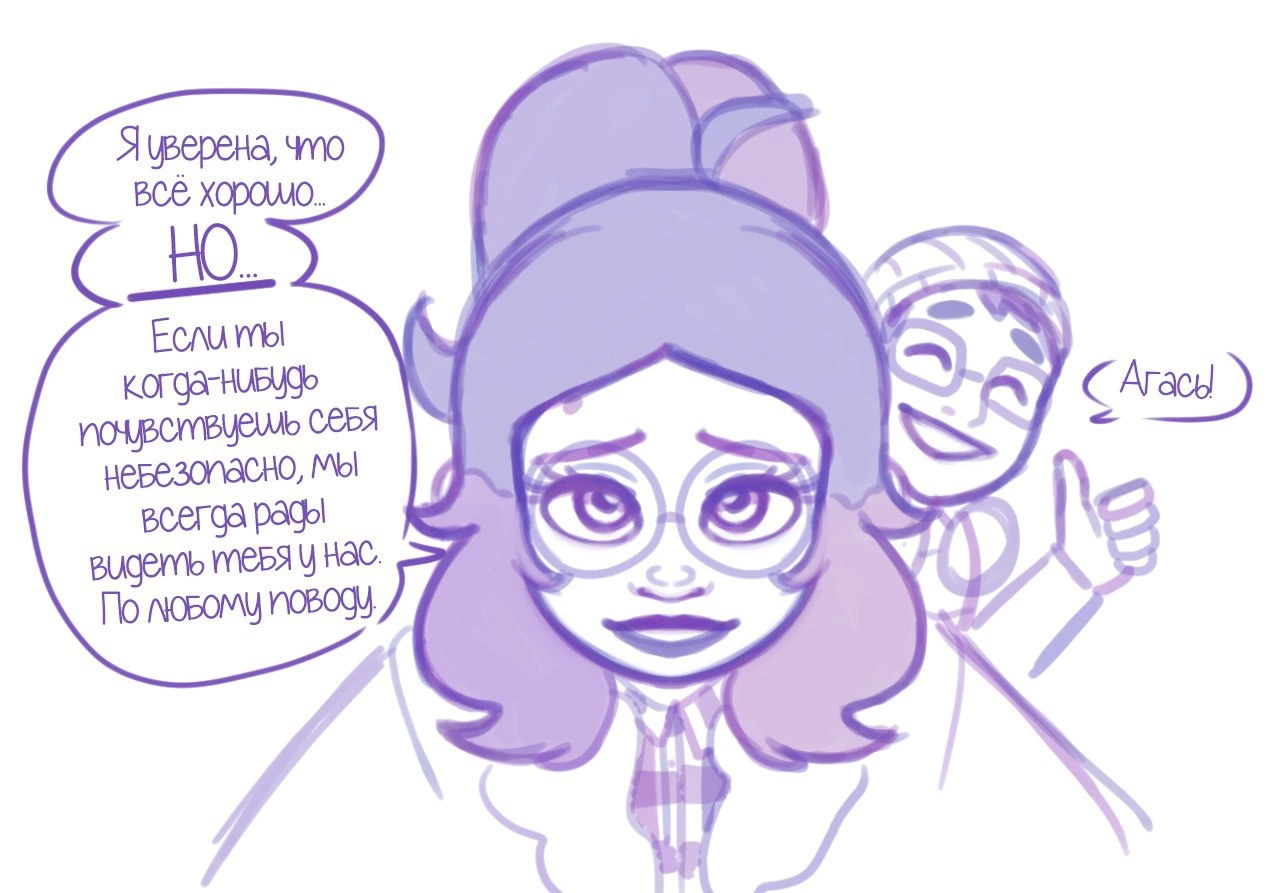 Я уверена, что
всё хорошо...
НО...
Если ты
когда-нибудь
почувствуешь себя
небезопасно, мы
всегда рады
видеть тебя у нас.
По любому поводу.
Агась!